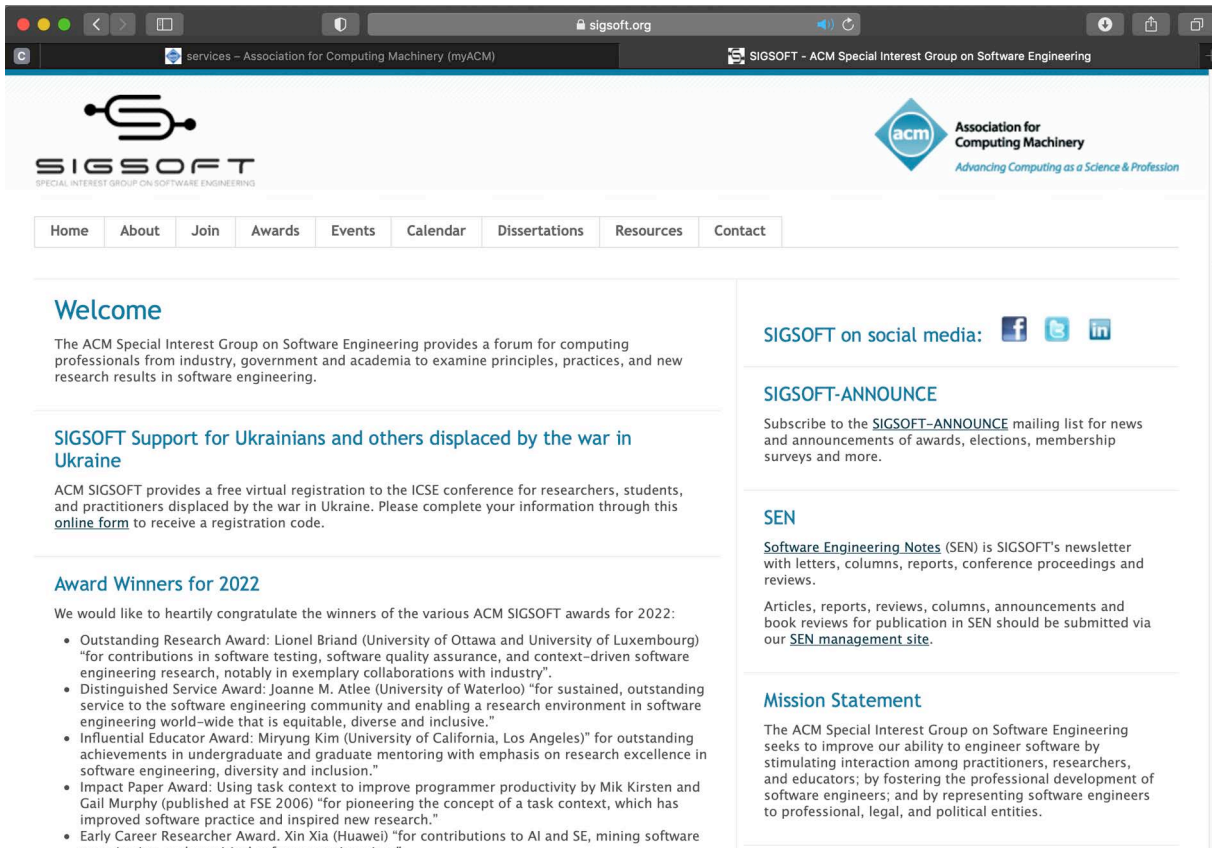 sigsoft.org
C
services – Association for Computing Machinery (myACM)
SIGSOFT - ACM Special Interest Group on Software Engineering
SIGSOFT
SPECIAL INTEREST GROUP ON SOFTWARE ENGINEERING
acm
Association for
Computing Machinery
Advancing Computing as a Science & Profession
Home About Join Awards Events Calendar Dissertations Resources Contact
Welcome
The ACM Special Interest Group on Software Engineering provides a forum for computing
professionals from industry, government and academia to examine principles, practices, and new
research results in software engineering.
SIGSOFT Support for Ukrainians and others displaced by the war in
Ukraine
ACM SIGSOFT provides a free virtual registration to the ICSE conference for researchers, students,
and practitioners displaced by the war in Ukraine. Please complete your information through this
online form to receive a registration code.
Award Winners for 2022
We would like to heartily congratulate the winners of the various ACM SIGSOFT awards for 2022:
• Outstanding Research Award: Lionel Briand (University of Ottawa and University of Luxembourg)
“for contributions in software testing, software quality assurance, and context-driven software
engineering research, notably in exemplary collaborations with industry”.
• Distinguished Service Award: Joanne M. Atlee (University of Waterloo) “for sustained, outstanding
service to the software engineering community and enabling a research environment in software
engineering world-wide that is equitable, diverse and inclusive.”
• Influential Educator Award: Miryung Kim (University of California, Los Angeles)” for outstanding
achievements in undergraduate and graduate mentoring with emphasis on research excellence in
software engineering, diversity and inclusion.”
• Impact Paper Award: Using task context to improve programmer productivity by Mik Kirsten and
Gail Murphy (published at FSE 2006) “for pioneering the concept of a task context, which has
improved software practice and inspired new research.”
• Early Career Researcher Award. Xin Xia (Huawei) “for contributions to AI and SE, mining software
SIGSOFT on social media:
SIGSOFT-ANNOUNCE
Subscribe to the SIGSOFT-ANNOUNCE mailing list for news
and announcements of awards, elections, membership
surveys and more.
SEN
Software Engineering Notes (SEN) is SIGSOFT's newsletter
with letters, columns, reports, conference proceedings and
reviews.
Articles, reports, reviews, columns, announcements and
book reviews for publication in SEN should be submitted via
our SEN management site.
Mission Statement
The ACM Special Interest Group on Software Engineering
seeks to improve our ability to engineer software by
stimulating interaction among practitioners, researchers,
and educators; by fostering the professional development of
software engineers; and by representing software engineers
to professional, legal, and political entities.